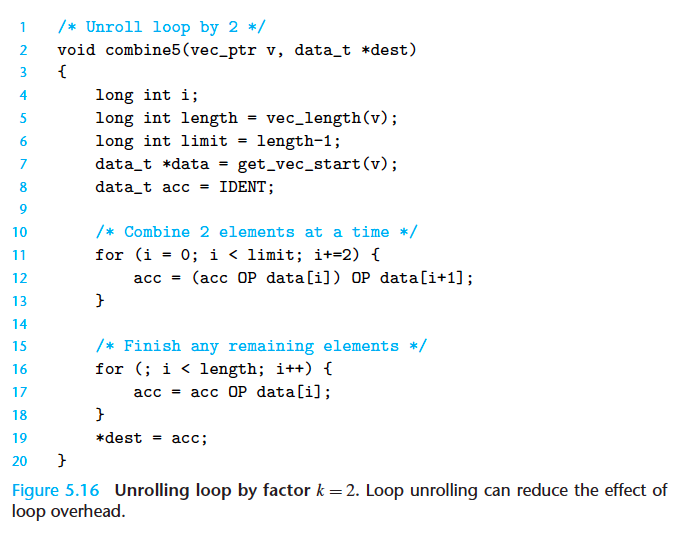 1 /* Unroll loop by 2 */
2 void combine5(vec_ptr v, data_t *dest)
3 {
4 long int i;
5 long int length = vec_length(v);
6 long int limit = length-1;
7 data_t *data = get_vec_start(v);
8 data_t acc = IDENT;
9
10 /* Combine 2 elements at a time */
11 for (i = 0; i < limit; i+=2) {
12 acc = (acc OP data[i]) OP data[i+1];
13 }
14
15 /* Finish any remaining elements */
16 for (; i < length; i++) {
17 acc = acc OP data[i];
18 }
19 *dest = acc;
20 }
Figure 5.16 Unrolling loop by factor k = 2. Loop unrolling can reduce the effect of
loop overhead.